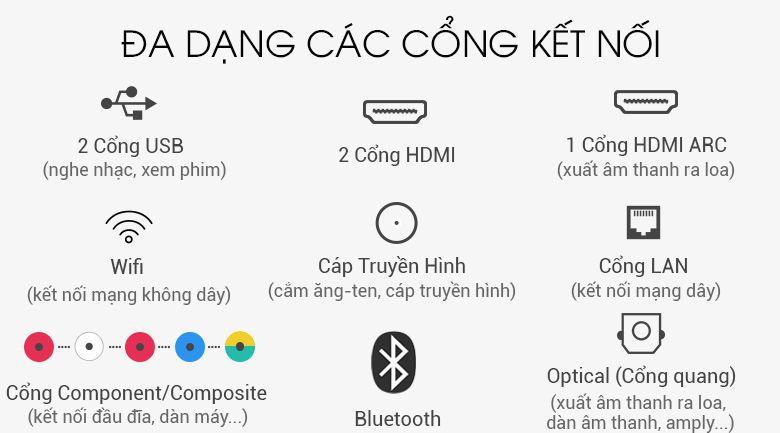 ĐA DẠNG CÁC CỔNG KẾT NỐI
2 Cổng USB
(nghe nhạc, xem phim)
2 Cổng HDMI
1 Cổng HDMI ARC
(xuất âm thanh ra loa)
Wifi
(kết nối mạng không dây)
Cáp Truyền Hình
(cắm ăng-ten, cáp truyền hình)
Cổng LAN
(kết nối mạng dây)
Cổng Component/Composite
(kết nối đầu đĩa, dàn máy...)
Bluetooth
Optical (Cổng quang)
(xuất âm thanh ra loa,
dàn âm thanh, amply...)